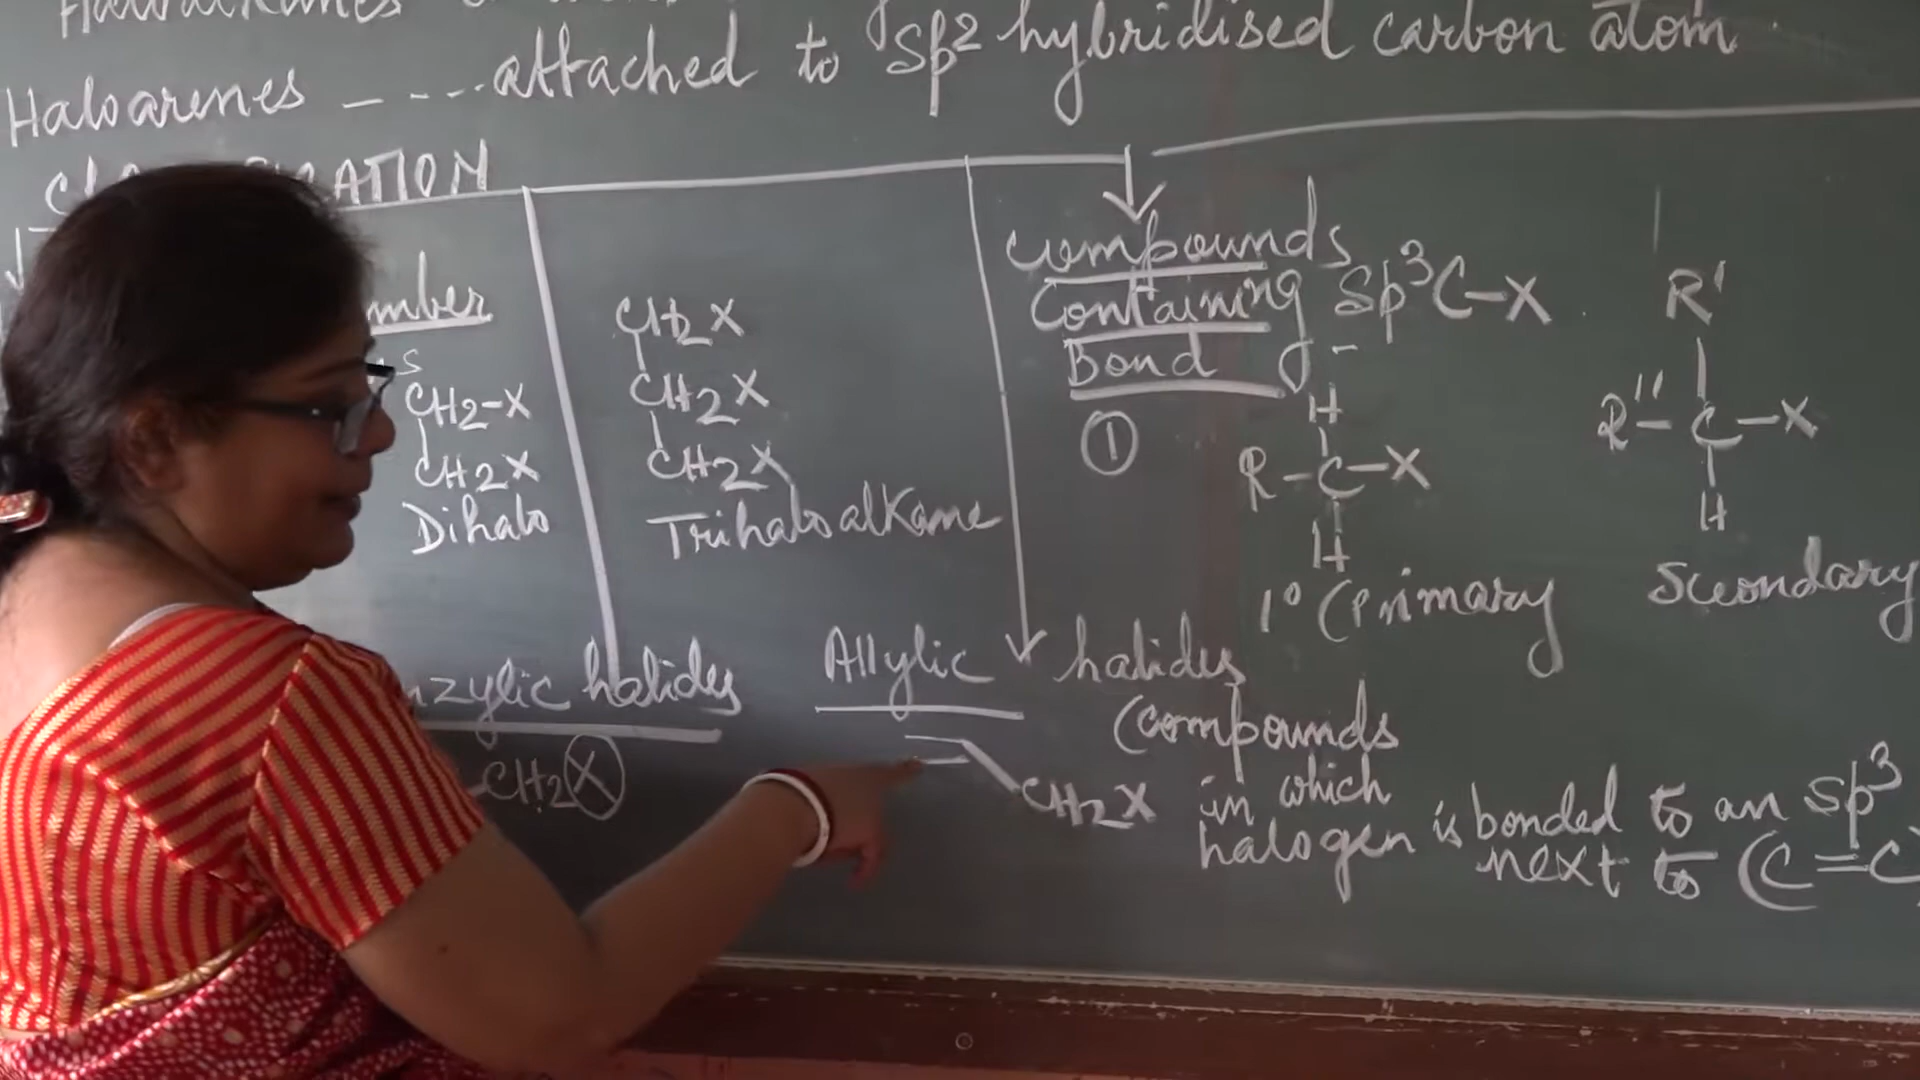 Haloarenes – – – – attached to Sp² hybridised carbon atom
ATION
mber
S
CH2-X
CH2X
Dihalo
CH2X
CH2X
CH2X
Trihaloalkane
Compounds
Containing Sp³C-X
Bond -
①
H
R-C-X
H
1° (Primary
R'
R''-C-X
H
Secondary
nzylic halides
CH2X
Allylic halides
CH2X
(compounds
in which
halogen is bonded to an Sp³
next to (C=C)